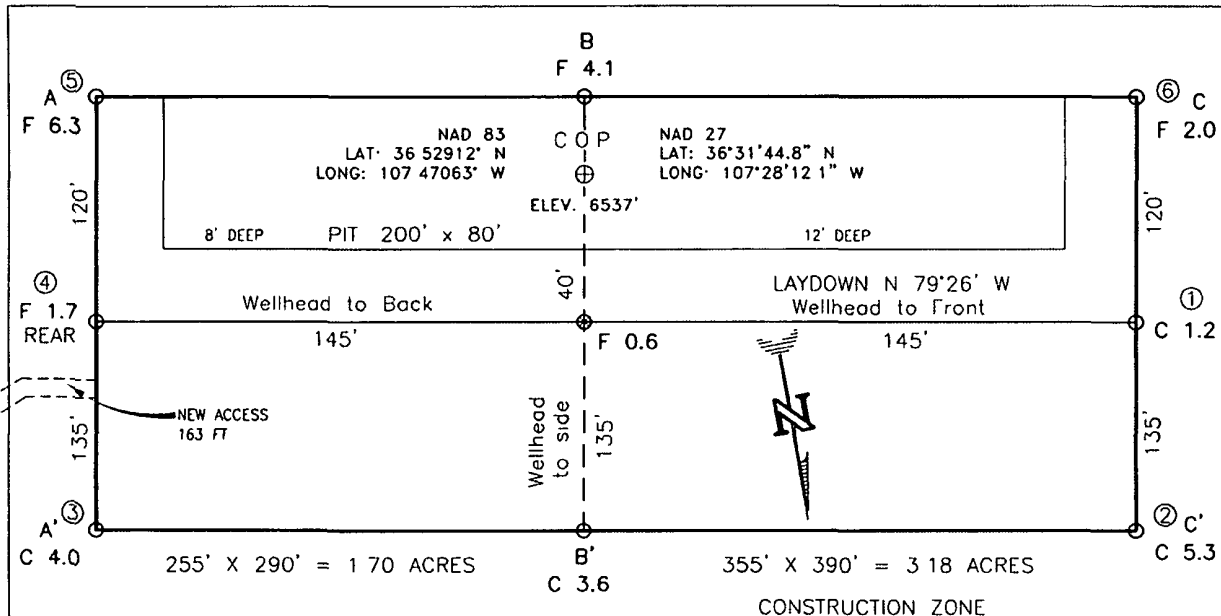 B
F 4.1
A ⑤
F 6.3
⑥ C
F 2.0
NAD 83
LAT· 36 52912° N
LONG: 107 47063° W
COP
NAD 27
LAT: 36°31'44.8" N
LONG· 107°28'12 1" W
ELEV. 6537'
120'
120'
8' DEEP
PIT 200' x 80'
12' DEEP
40'
LAYDOWN N 79°26' W
④
F 1.7
REAR
Wellhead to Back
Wellhead to Front
①
C 1.2
145'
F 0.6
145'
N
NEW ACCESS
163 FT
135'
Wellhead
to side
135'
135'
A' ③
C 4.0
② C'
C 5.3
B'
C 3.6
255' X 290' = 1 70 ACRES
355' X 390' = 3 18 ACRES
CONSTRUCTION ZONE